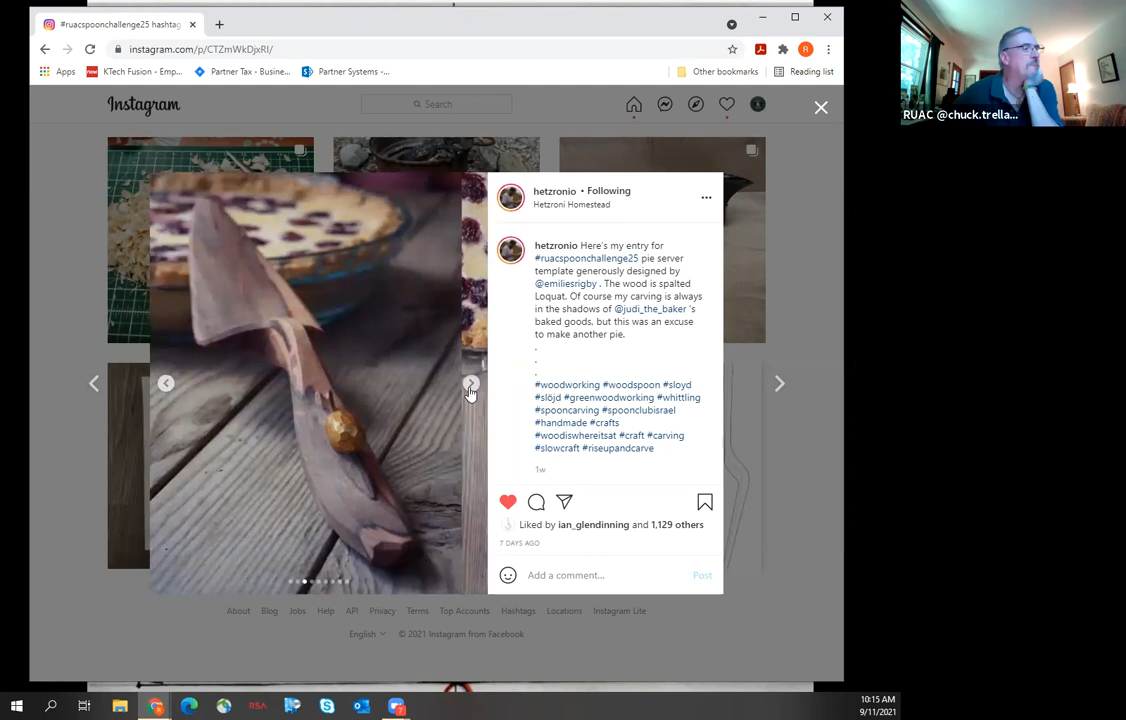 #ruacspoonchallenge25 hashtag
instagram.com/p/CTZmWkDjxRI/
R
Apps
KTech Fusion - Emp...
Partner Tax - Busine...
Partner Systems -...
Other bookmarks
Reading list
RUAC @chuck.trella...
Instagram
Search
hetzronio • Following
Hetzroni Homestead
hetzronio Here's my entry for
#ruacspoonchallenge25 pie server
template generously designed by
@emiliesrigby . The wood is spalted
Loquat. Of course my carving is always
in the shadows of @judi_the_baker 's
baked goods, but this was an excuse
to make another pie.
.
.
.
#woodworking #woodspoon #sloyd
#slöjd #greenwoodworking #whittling
#spooncarving #spoonclubisrael
#handmade #crafts
#woodiswhereitsat #craft #carving
#slowcraft #riseupandcarve
1w
Liked by ian_glendinning and 1,129 others
7 DAYS AGO
Add a comment...
Post
About Blog Jobs Help API Privacy Terms Top Accounts Hashtags Locations Instagram Lite
English © 2021 Instagram from Facebook
RSA
7
10:15 AM
9/11/2021